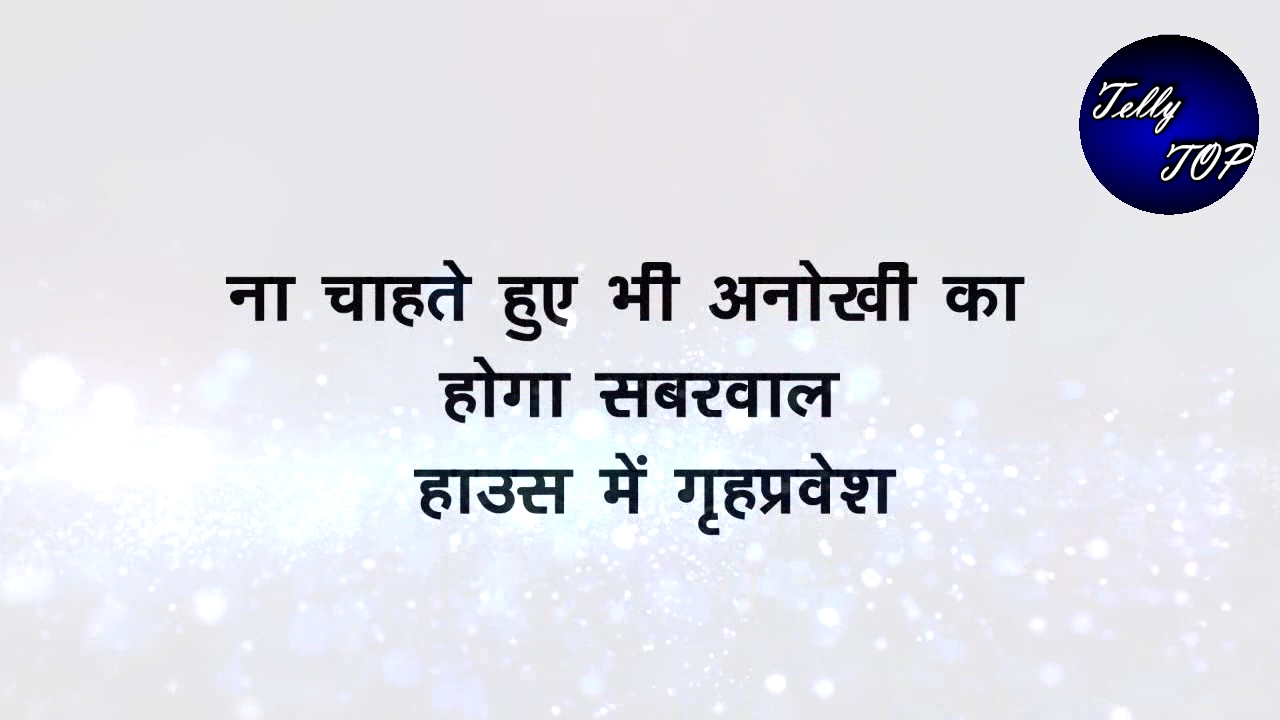 Telly
TOP
ना चाहते हुए भी अनोखी का
होगा सबरवाल
हाउस में गृहप्रवेश